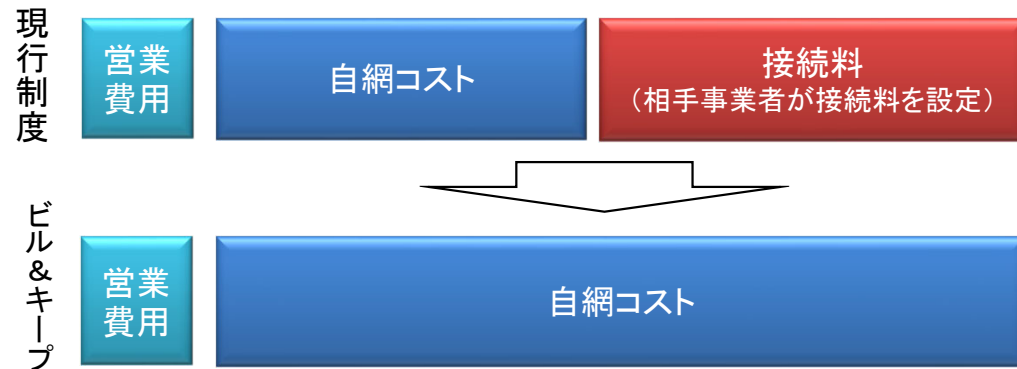 現行制度
営業
費用
自網コスト
接続料
（相手事業者が接続料を設定）
ビル&キープ
営業
費用
自網コスト